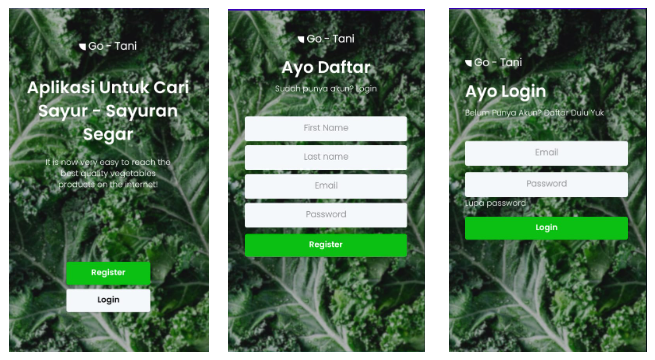 Go - Tani
Aplikasi Untuk Cari
Sayur - Sayuran
Segar
It is now very easy to reach the
best quality vegetables
products on the internet!
Register
Login
Go - Tani
Ayo Daftar
Sudah punya akun? Login
First Name
Last name
Email
Password
Register
Go - Tani
Ayo Login
Belum Punya Akun? Daftar Dulu Yuk
Email
Password
Lupa password
Login